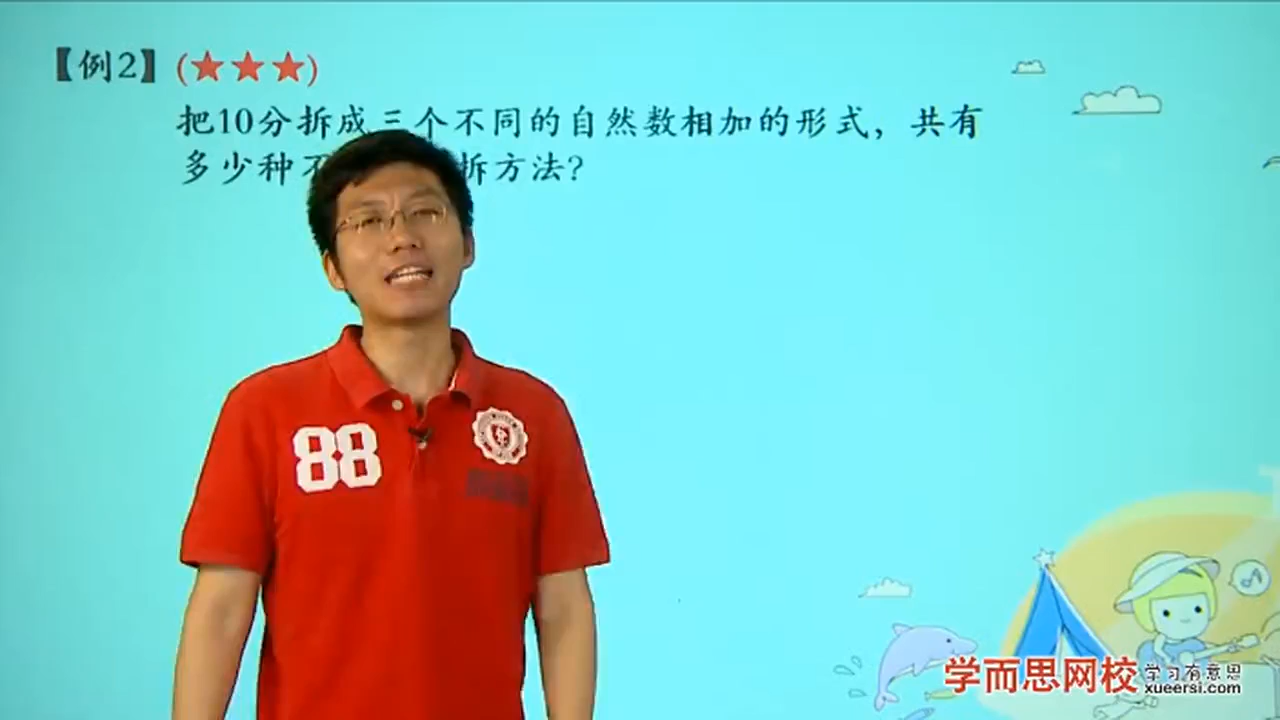 【例2】(★★★)
把10分拆成三个不同的自然数相加的形式，共有
多少种不 拆方法？
88
学而思网校 学习有意思
xueersi.com